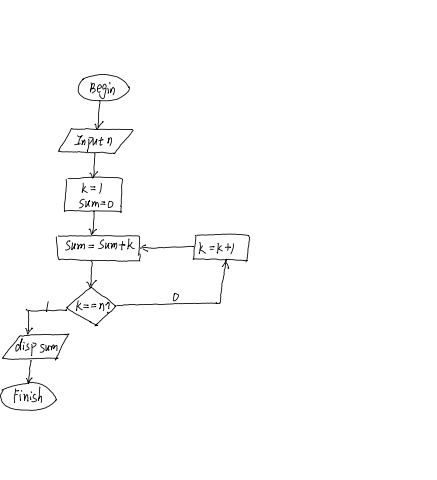 Begin
Input n
k=1
sum=0
sum=sum+k
k=k+1
k==n?
1
0
disp sum
Finish